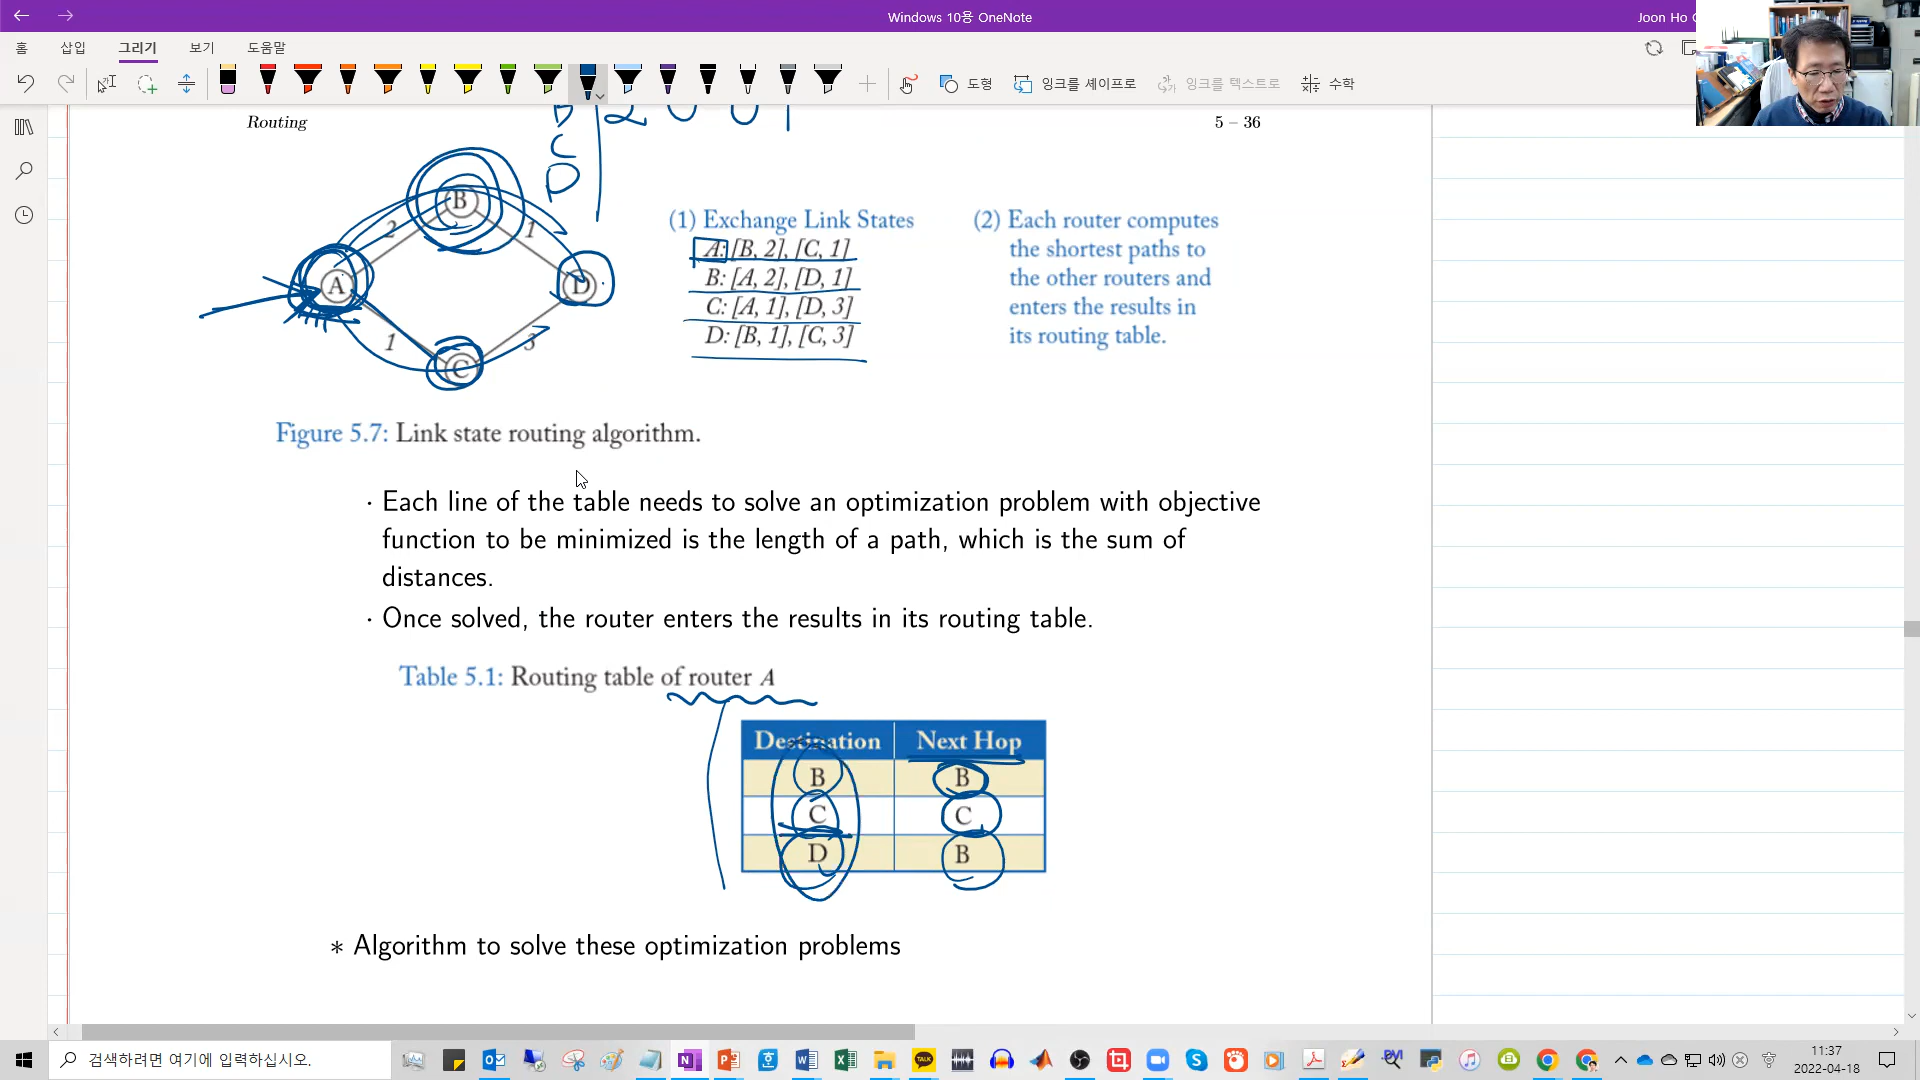 Windows 10용 OneNote
Joon Ho
홈 삽입 그리기 보기 도움말
도형 잉크를 셰이프로 잉크를 텍스트로 수학
B 2 0 0 1
Routing 5 – 36
C
D
B
2 1
A D
1 3
C
(1) Exchange Link States
A: [B, 2], [C, 1]
B: [A, 2], [D, 1]
C: [A, 1], [D, 3]
D: [B, 1], [C, 3]
(2) Each router computes
the shortest paths to
the other routers and
enters the results in
its routing table.
Figure 5.7: Link state routing algorithm.
· Each line of the table needs to solve an optimization problem with objective
function to be minimized is the length of a path, which is the sum of
distances.
· Once solved, the router enters the results in its routing table.
Table 5.1: Routing table of router A
Destination Next Hop
B B
C C
D B
∗ Algorithm to solve these optimization problems
검색하려면 여기에 입력하십시오.
11:37
2022-04-18